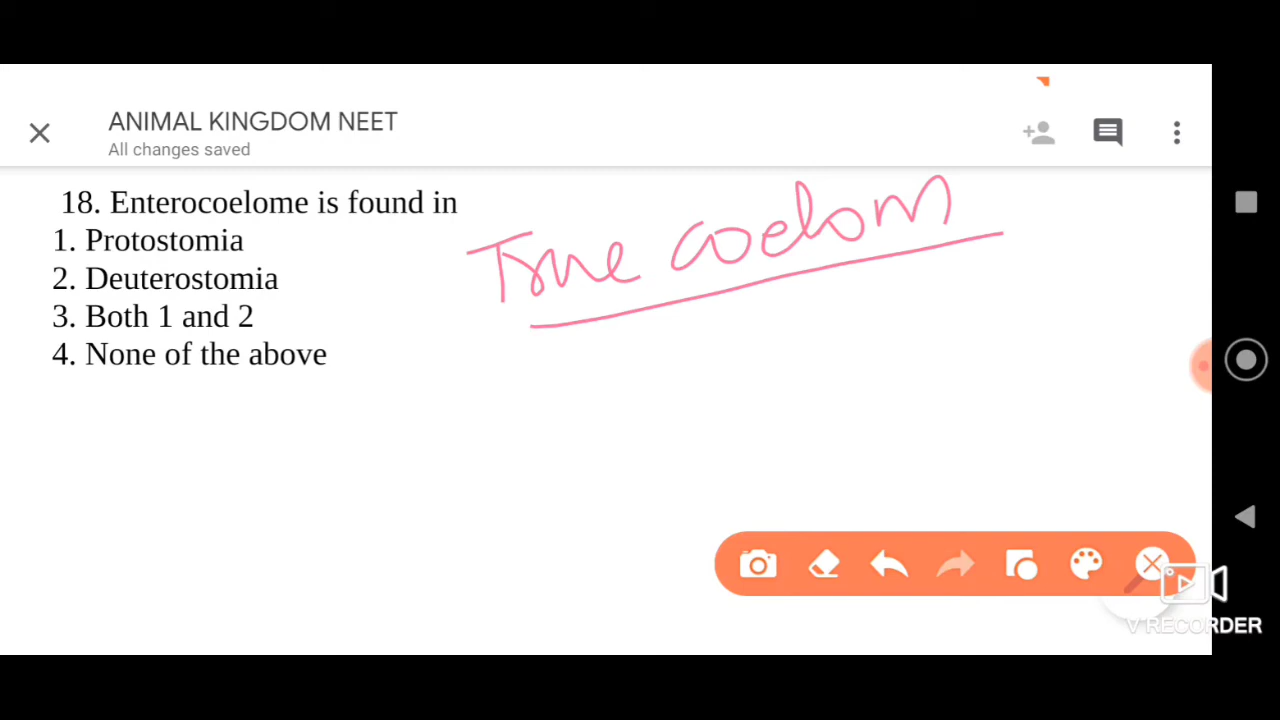 ANIMAL KINGDOM NEET
All changes saved
18. Enterocoelome is found in
1. Protostomia
2. Deuterostomia
3. Both 1 and 2
4. None of the above
True coelom
V RECORDER